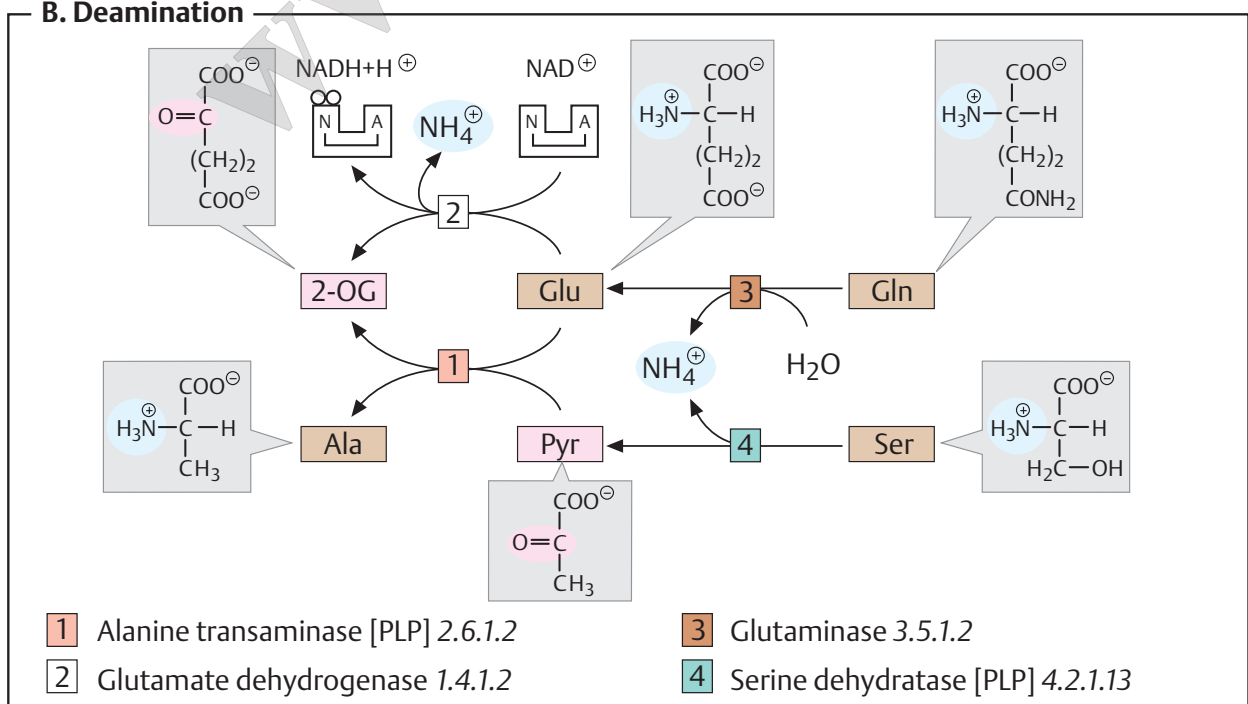 B. Deamination
COO⊖
O=C
(CH2)2
COO⊖
NADH+H⊕
N A
NH4⊕
NAD⊕
N A
COO⊖
H3N⊕—C—H
(CH2)2
COO⊖
COO⊖
H3N⊕—C—H
(CH2)2
CONH2
2
2-OG
Glu
3
Gln
1
NH4⊕
H2O
COO⊖
H3N⊕—C—H
CH3
Ala
Pyr
4
Ser
COO⊖
H3N⊕—C—H
H2C—OH
COO⊖
O=C
CH3
1 Alanine transaminase [PLP] 2.6.1.2
2 Glutamate dehydrogenase 1.4.1.2
3 Glutaminase 3.5.1.2
4 Serine dehydratase [PLP] 4.2.1.13